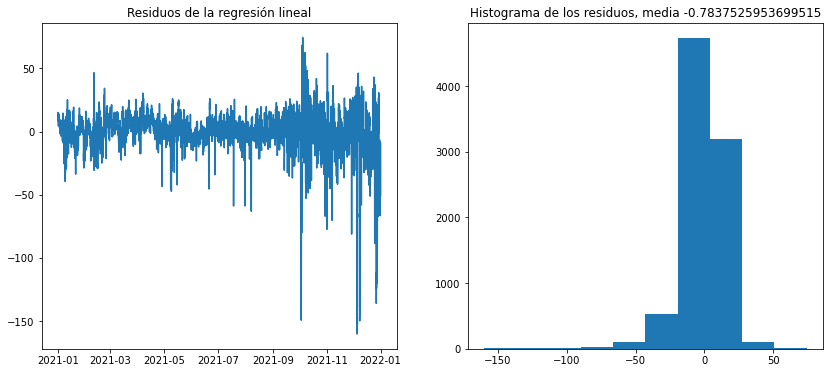 Residuos de la regresión lineal
50
0
−50
−100
−150
2021-01 2021-03 2021-05 2021-07 2021-09 2021-11 2022-01
Histograma de los residuos, media -0.7837525953699515
4000
3000
2000
1000
0
−150 −100 −50 0 50